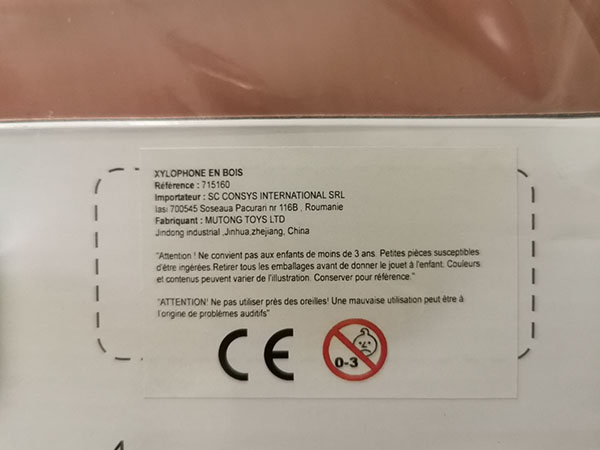 XYLOPHONE EN BOIS
Référence : 715160
Importateur : SC CONSYS INTERNATIONAL SRL
Iasi 700545 Soseaua Pacurari nr 116B , Roumanie
Fabriquant : MUTONG TOYS LTD
Jindong industrial ,Jinhua,zhejiang, China
"Attention ! Ne convient pas aux enfants de moins de 3 ans. Petites pièces susceptibles
d'être ingérées.Retirer tous les emballages avant de donner le jouet à l'enfant. Couleurs
et contenus peuvent varier de l'illustration. Conserver pour référence."
"ATTENTION! Ne pas utiliser près des oreilles! Une mauvaise utilisation peut être à
l'origine de problèmes auditifs"
CE
0-3